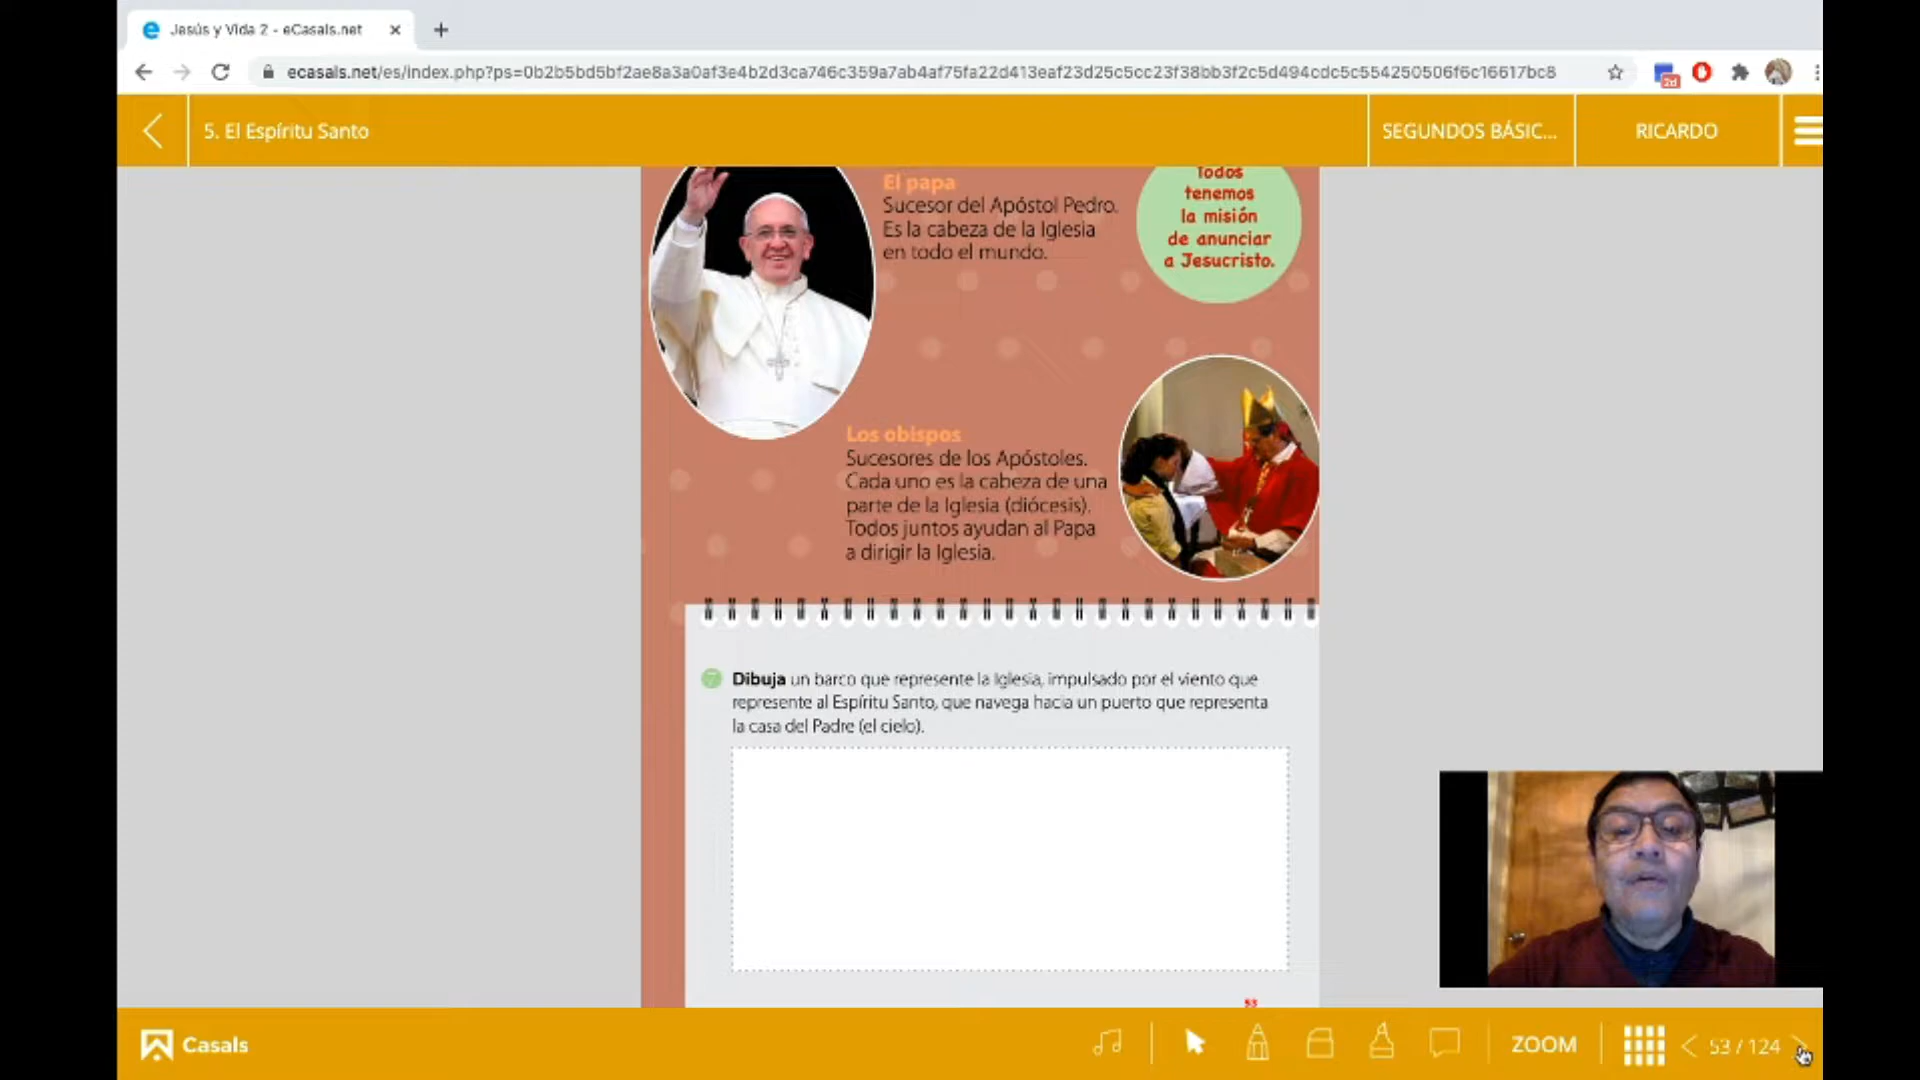 Jesús y Vida 2 - eCasals.net
ecasals.net/es/index.php?ps=0b2b5bd5bf2ae8a3a0af3e4b2d3ca746c359a7ab4af75fa22d413eaf23d25c5cc23f38bb3f2c5d494cdc5c554250506f6c16617bc8
2d
5. El Espíritu Santo
SEGUNDOS BÁSIC...
RICARDO
El papa
Sucesor del Apóstol Pedro.
Es la cabeza de la Iglesia
en todo el mundo.
Todos
tenemos
la misión
de anunciar
a Jesucristo.
Los obispos
Sucesores de los Apóstoles.
Cada uno es la cabeza de una
parte de la Iglesia (diócesis).
Todos juntos ayudan al Papa
a dirigir la Iglesia.
7 Dibuja un barco que represente la Iglesia, impulsado por el viento que
represente al Espíritu Santo, que navega hacia un puerto que representa
la casa del Padre (el cielo).
53
Casals
ZOOM
53 / 124